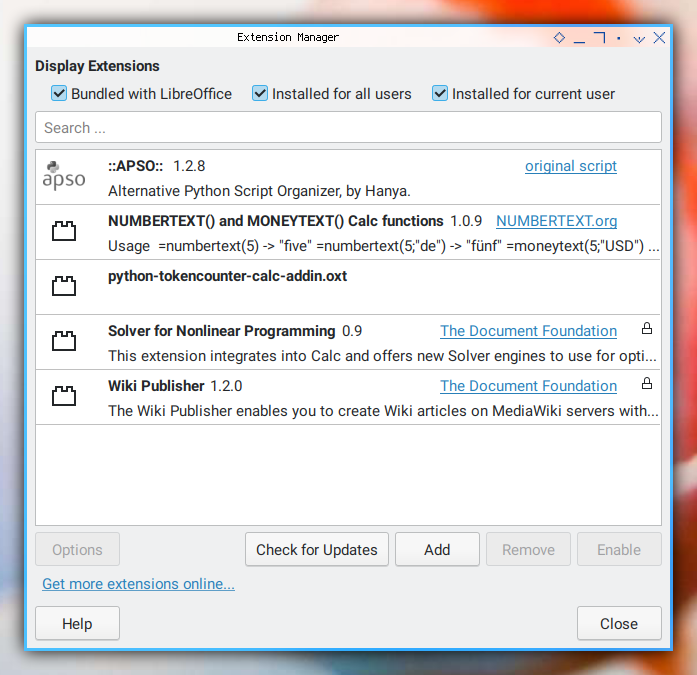 Extension Manager
Display Extensions
Bundled with LibreOffice Installed for all users Installed for current user
Search ...
apso
::APSO:: 1.2.8 original script
Alternative Python Script Organizer, by Hanya.
NUMBERTEXT() and MONEYTEXT() Calc functions 1.0.9 NUMBERTEXT.org
Usage =numbertext(5) -> "five" =numbertext(5;"de") -> "fünf" =moneytext(5;"USD") ...
python-tokencounter-calc-addin.oxt
Solver for Nonlinear Programming 0.9 The Document Foundation
This extension integrates into Calc and offers new Solver engines to use for opti...
Wiki Publisher 1.2.0 The Document Foundation
The Wiki Publisher enables you to create Wiki articles on MediaWiki servers with...
Options Check for Updates Add Remove Enable
Get more extensions online...
Help Close